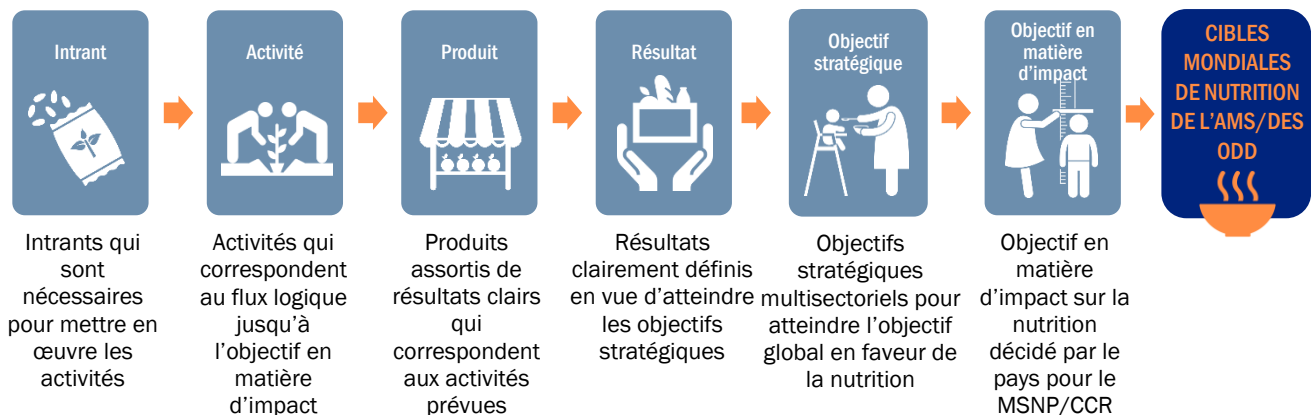 Intrant
Activité
Produit
Résultat
Objectif
stratégique
Objectif en
matière
d’impact
CIBLES
MONDIALES
DE NUTRITION
DE L’AMS/DES
ODD
Intrants qui
sont
nécessaires
pour mettre en
œuvre les
activités
Activités qui
correspondent
au flux logique
jusqu’à
l’objectif en
matière
d’impact
Produits
assortis de
résultats clairs
qui
correspondent
aux activités
prévues
Résultats
clairement définis
en vue d’atteindre
les objectifs
stratégiques
Objectifs
stratégiques
multisectoriels pour
atteindre l’objectif
global en faveur de
la nutrition
Objectif en
matière
d’impact sur la
nutrition
décidé par le
pays pour le
MSNP/CCR